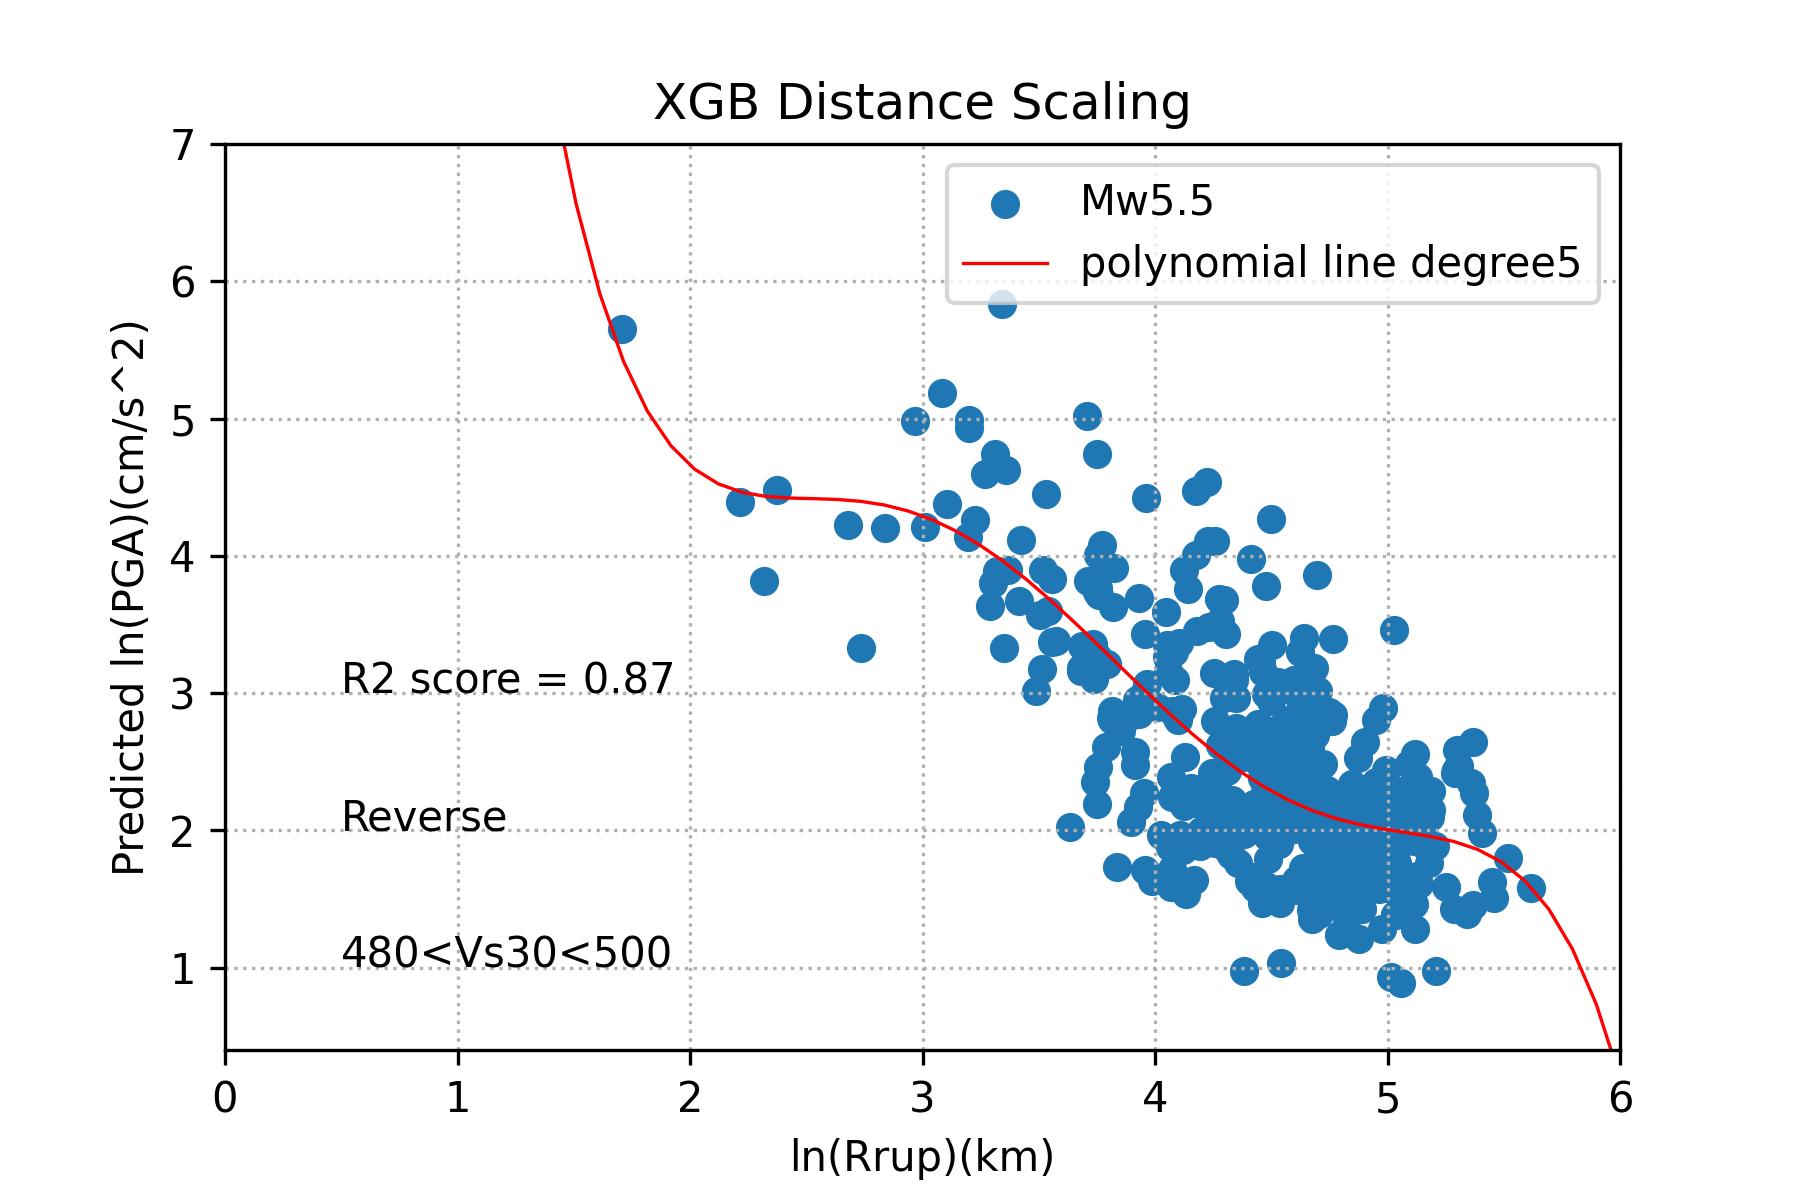 XGB Distance Scaling
7
6
5
4
3
2
1
Predicted ln(PGA)(cm/s^2)
Mw5.5
polynomial line degree5
R2 score = 0.87
Reverse
480<Vs30<500
0 1 2 3 4 5 6
ln(Rrup)(km)